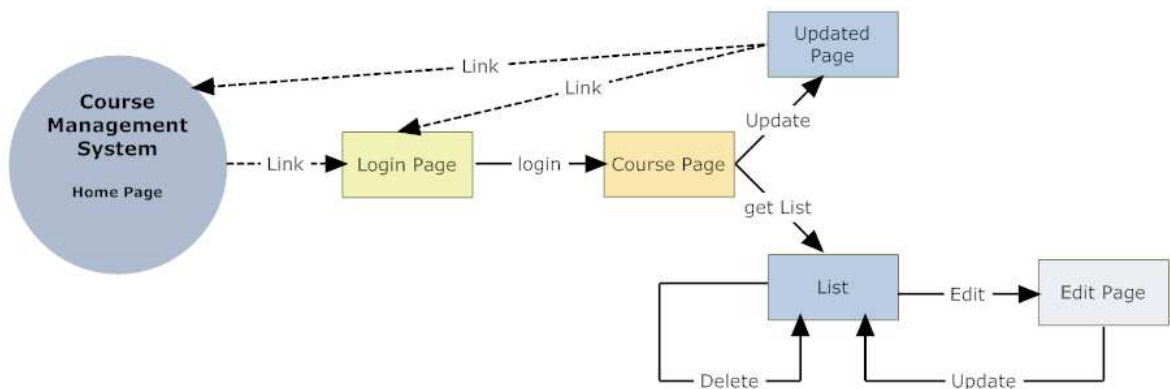 Updated
Page
Link
Link
Course
Management
System
Home Page
Update
Link
Login Page
login
Course Page
get List
List
Edit
Edit Page
Delete
Update